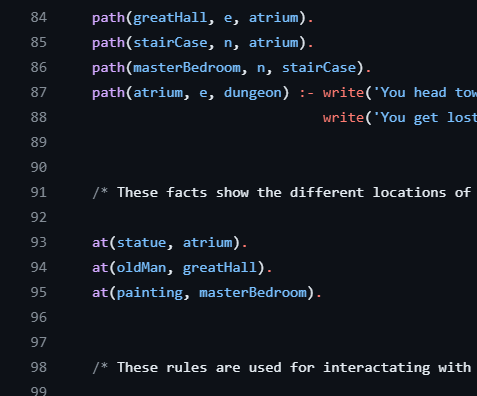 84 path(greatHall, e, atrium).
85 path(stairCase, n, atrium).
86 path(masterBedroom, n, stairCase).
87 path(atrium, e, dungeon) :- write('You head tow
88 write('You get lost
89
90
91 /* These facts show the different locations of
92
93 at(statue, atrium).
94 at(oldMan, greatHall).
95 at(painting, masterBedroom).
96
97
98 /* These rules are used for interactating with
99